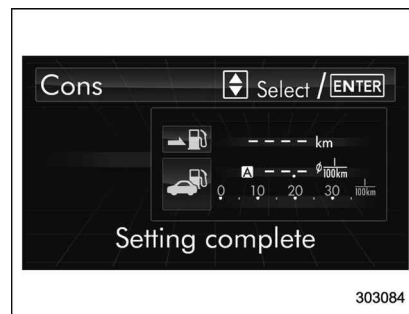 Cons Select / ENTER
---- km
A ---.- ø l/100km
0 . 10 . 20 . 30 . l/100km
Setting complete
303084